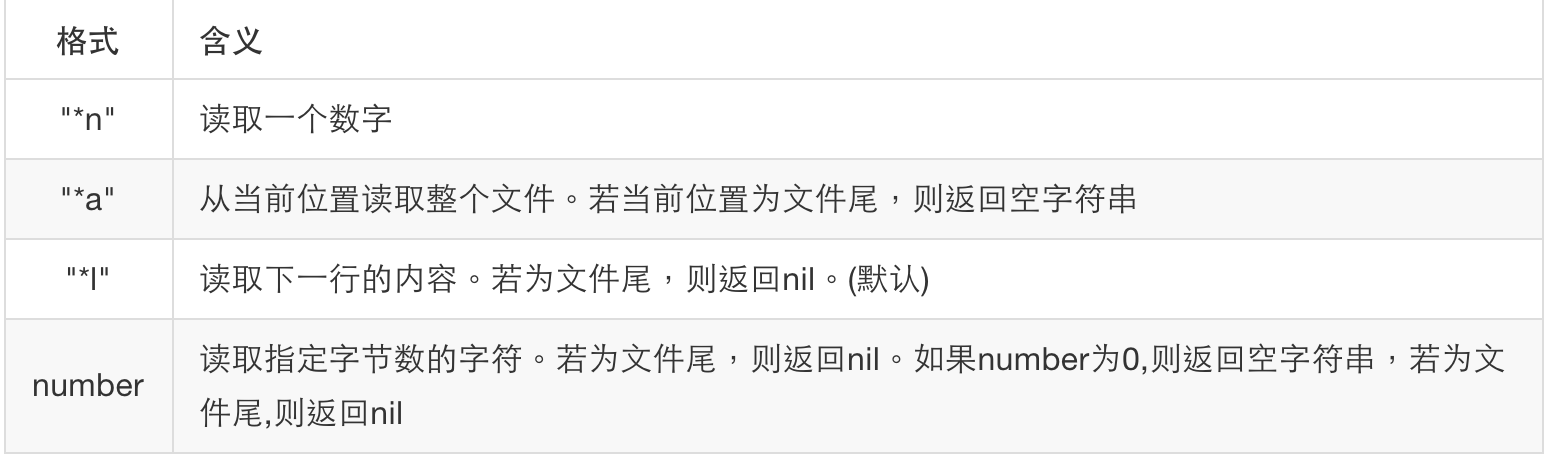 格式 含义
"*n" 读取一个数字
"*a" 从当前位置读取整个文件。若当前位置为文件尾，则返回空字符串
"*l" 读取下一行的内容。若为文件尾，则返回nil。(默认)
number 读取指定字节数的字符。若为文件尾，则返回nil。如果number为0,则返回空字符串，若为文
件尾,则返回nil